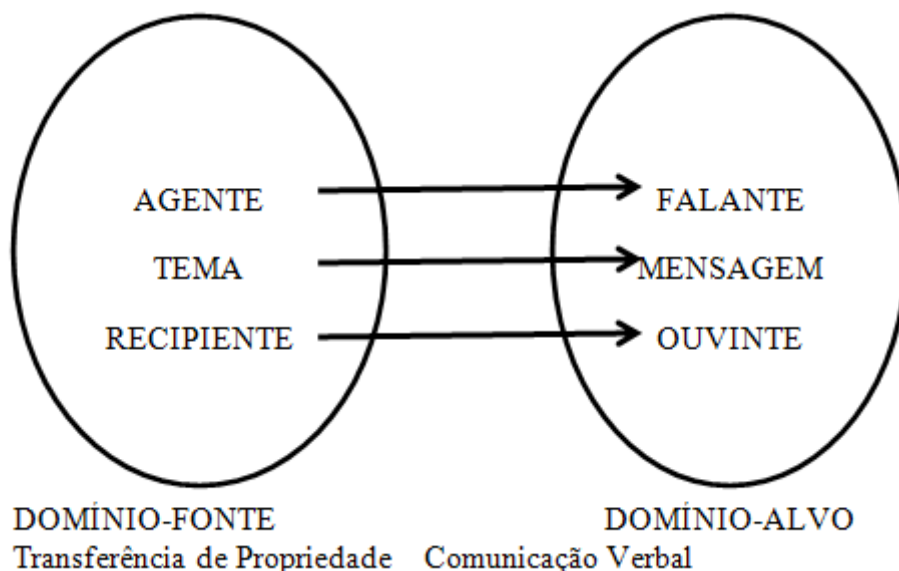 AGENTE FALANTE
TEMA MENSAGEM
RECIPIENTE OUVINTE
DOMÍNIO-FONTE DOMÍNIO-ALVO
Transferência de Propriedade Comunicação Verbal